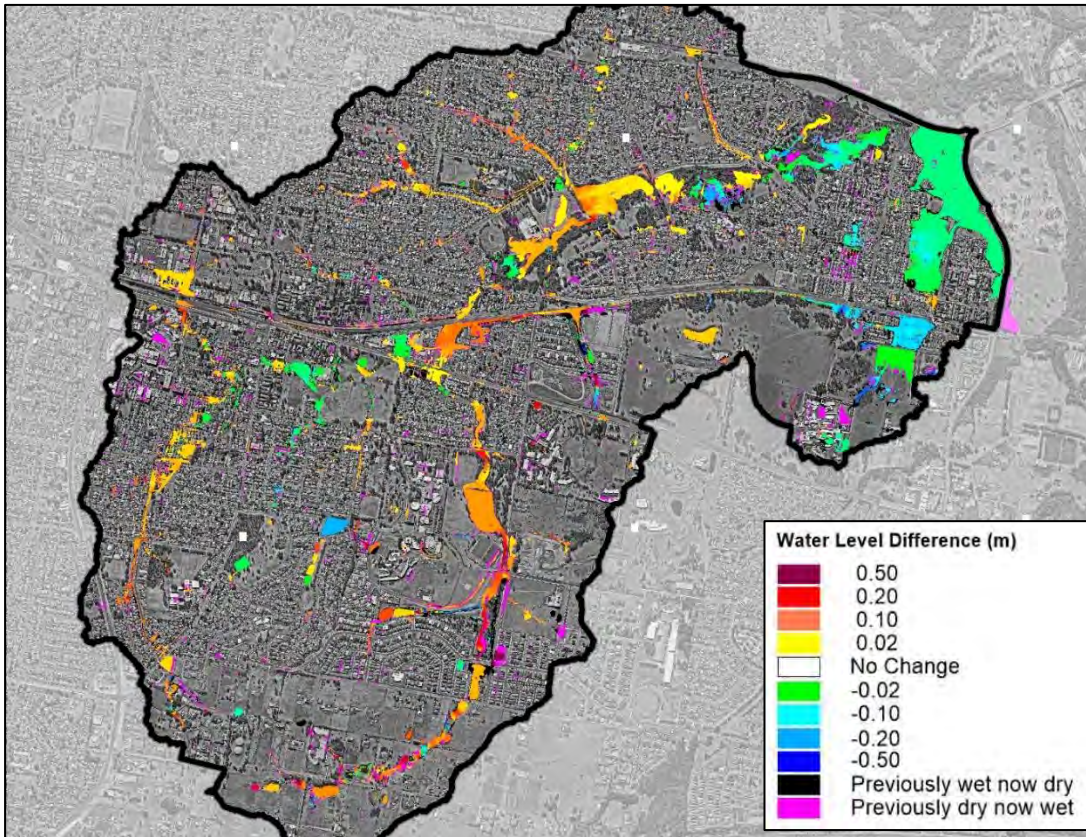 Water Level Difference (m)
0.50
0.20
0.10
0.02
No Change
-0.02
-0.10
-0.20
-0.50
Previously wet now dry
Previously dry now wet